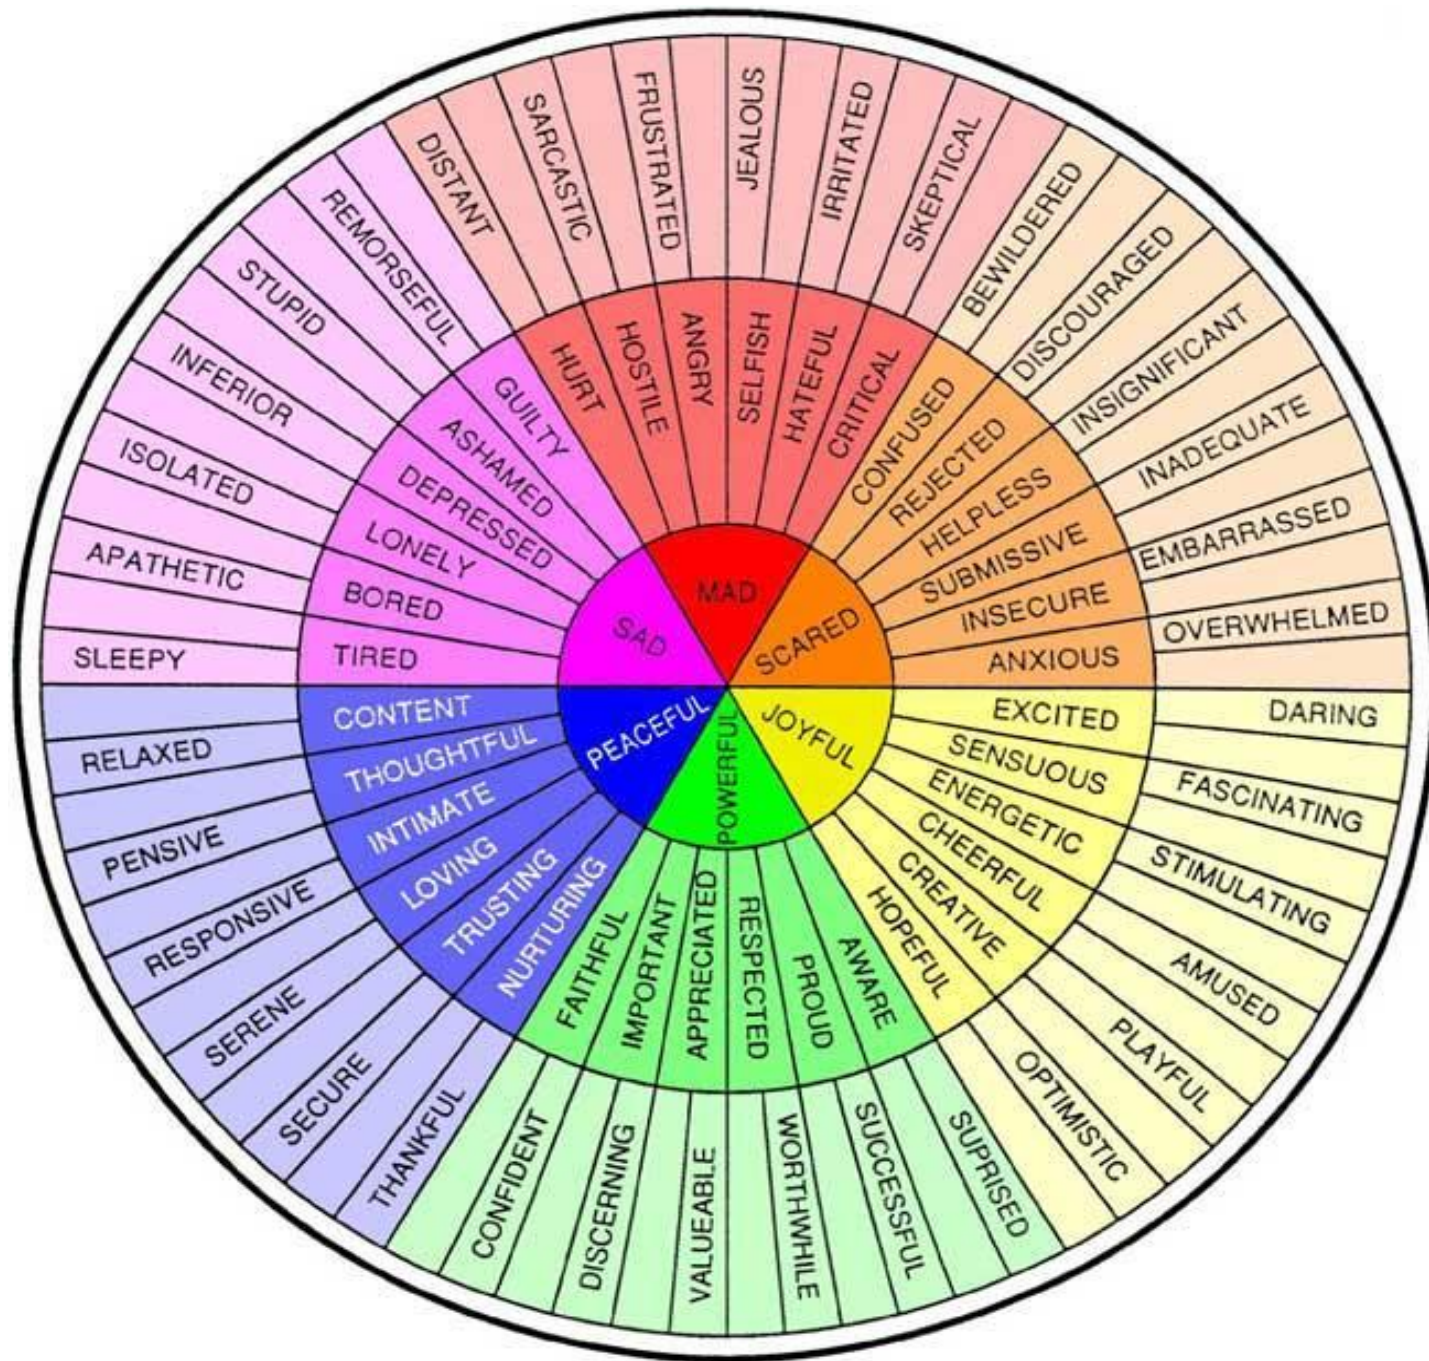 MAD
SCARED
JOYFUL
POWERFUL
PEACEFUL
SAD
HURT
HOSTILE
ANGRY
SELFISH
HATEFUL
CRITICAL
CONFUSED
REJECTED
HELPLESS
SUBMISSIVE
INSECURE
ANXIOUS
EXCITED
SENSUOUS
ENERGETIC
CHEERFUL
CREATIVE
HOPEFUL
AWARE
PROUD
RESPECTED
APPRECIATED
IMPORTANT
FAITHFUL
NURTURING
TRUSTING
LOVING
INTIMATE
THOUGHTFUL
CONTENT
TIRED
BORED
LONELY
DEPRESSED
ASHAMED
GUILTY
DISTANT
SARCASTIC
FRUSTRATED
JEALOUS
IRRITATED
SKEPTICAL
BEWILDERED
DISCOURAGED
INSIGNIFICANT
INADEQUATE
EMBARRASSED
OVERWHELMED
DARING
FASCINATING
STIMULATING
AMUSED
PLAYFUL
OPTIMISTIC
SUPRISED
SUCCESSFUL
WORTHWHILE
VALUEABLE
DISCERNING
CONFIDENT
THANKFUL
SECURE
SERENE
RESPONSIVE
PENSIVE
RELAXED
SLEEPY
APATHETIC
ISOLATED
INFERIOR
STUPID
REMORSEFUL